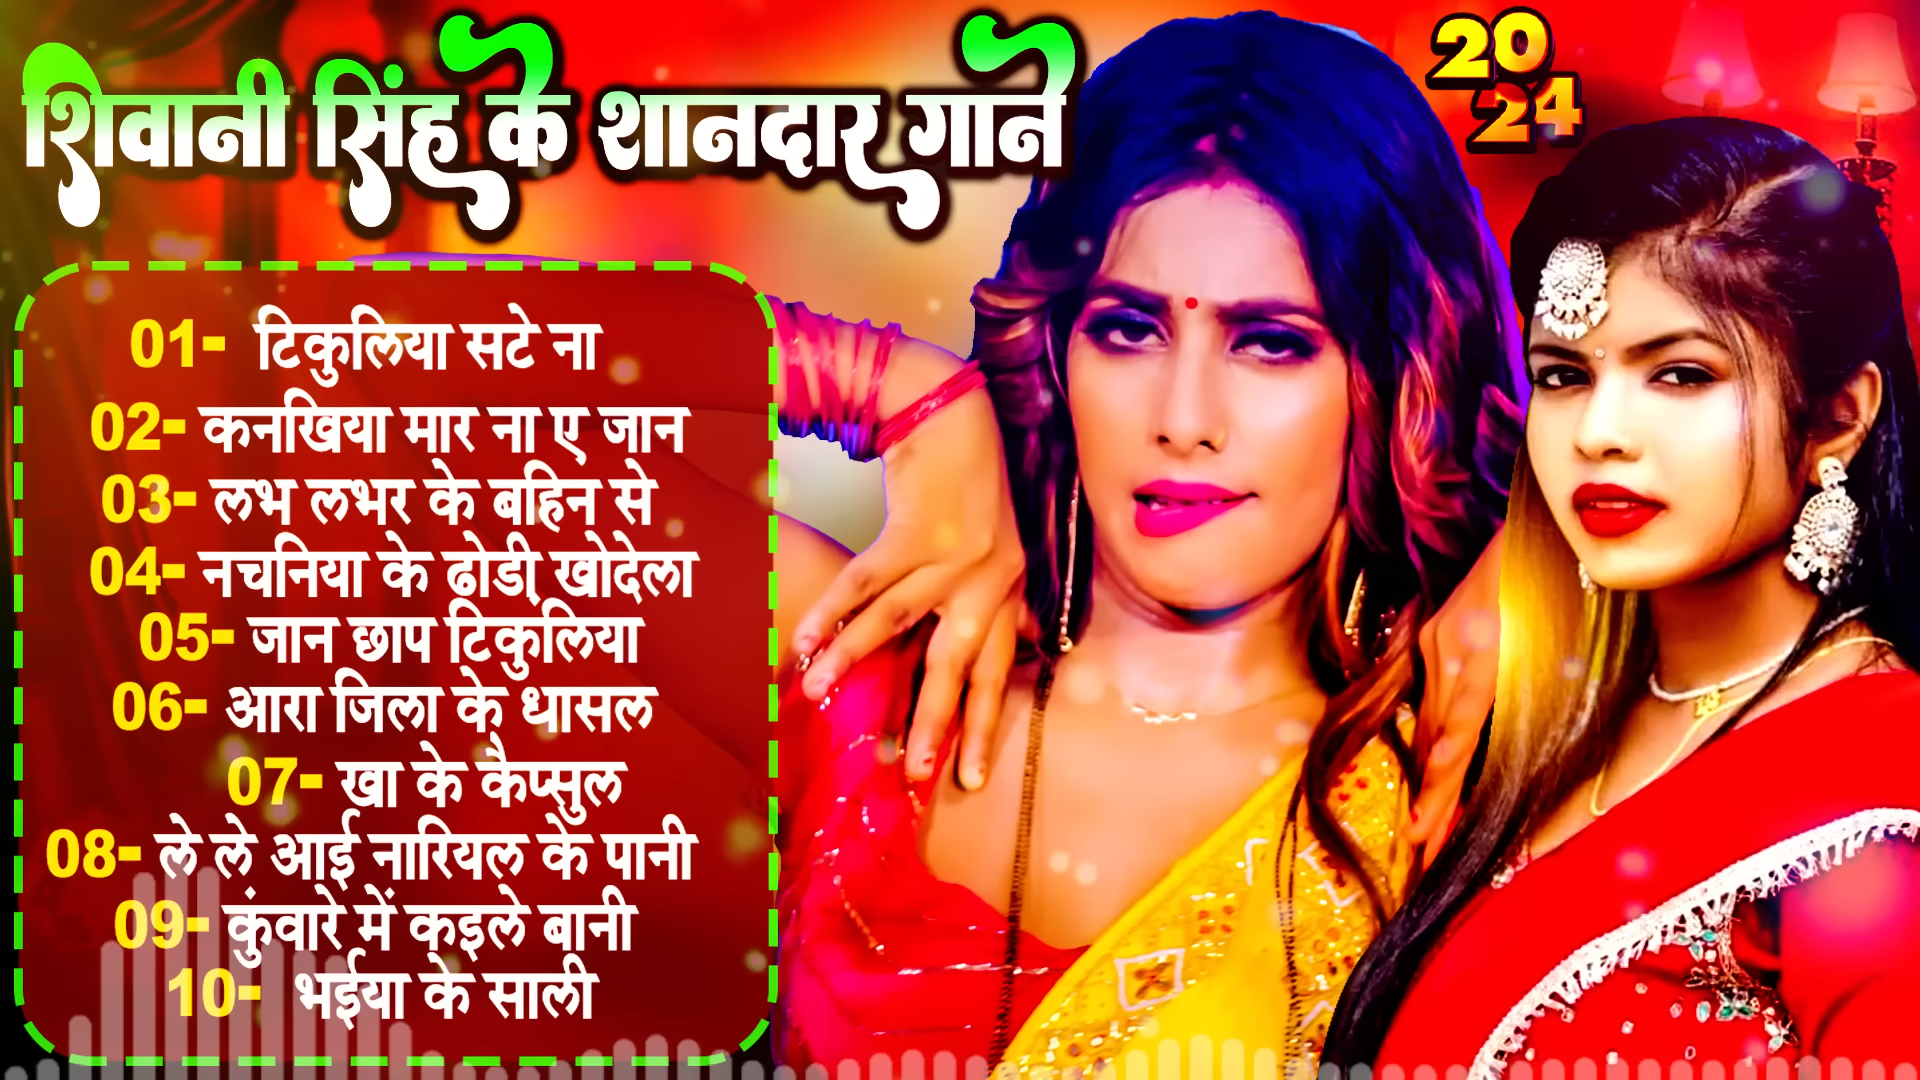 शिवानी सिंह के शानदार गाने
2024
01- टिकुलिया सटे ना
02- कनखिया मार ना ए जान
03- लभ लभर के बहिन से
04- नचनिया के ढोडी़ खोदेला
05- जान छाप टिकुलिया
06- आरा जिला के धासल
07- खा के कैप्सुल
08- ले ले आई नारियल के पानी
09- कुंवारे में कइले बानी
10- भईया के साली